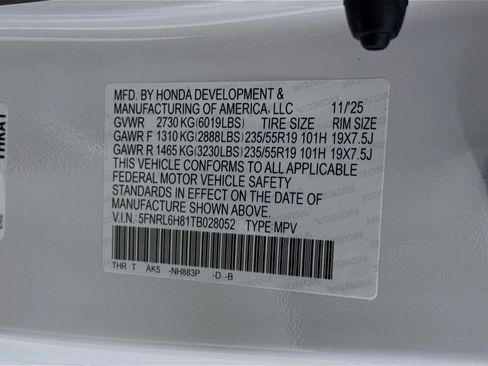 MFD. BY HONDA DEVELOPMENT &
MANUFACTURING OF AMERICA, LLC 11/'25
GVWR 2730 KG(6019LBS) TIRE SIZE RIM SIZE
GAWR F 1310 KG(2888LBS) 235/55R19 101H 19X7.5J
GAWR R 1465 KG(3230LBS) 235/55R19 101H 19X7.5J
THIS VEHICLE CONFORMS TO ALL APPLICABLE
FEDERAL MOTOR VEHICLE SAFETY
STANDARDS IN EFFECT ON THE DATE OF
MANUFACTURE SHOWN ABOVE.
V.I.N.: 5FNRL6H81TB028052 TYPE:MPV
THR T AK5 -NH883P -D -B